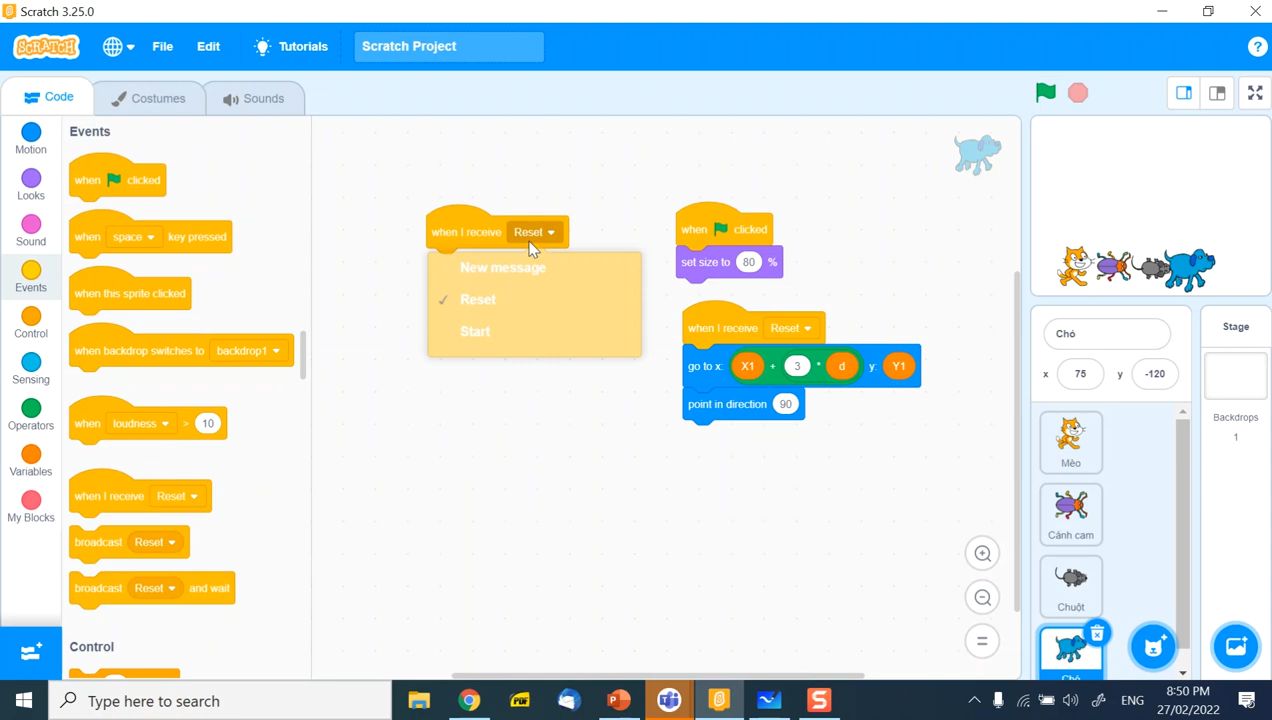 Scratch 3.25.0
SCRATCH File Edit Tutorials Scratch Project
?
Code Costumes Sounds
Motion
Looks
Sound
Events
Control
Sensing
Operators
Variables
My Blocks
Events
when clicked
when space key pressed
when this sprite clicked
when backdrop switches to backdrop1
when loudness > 10
when I receive Reset
broadcast Reset
broadcast Reset and wait
Control
when I receive Reset
New message
✓ Reset
Start
when clicked
set size to 80 %
when I receive Reset
go to x: X1 + 3 * d y: Y1
point in direction 90
Chó
x 75 y -120
Mèo
Cánh cam
Chuột
Chó
Stage
Backdrops
1
Type here to search
PDF
P
S
ENG
8:50 PM
27/02/2022